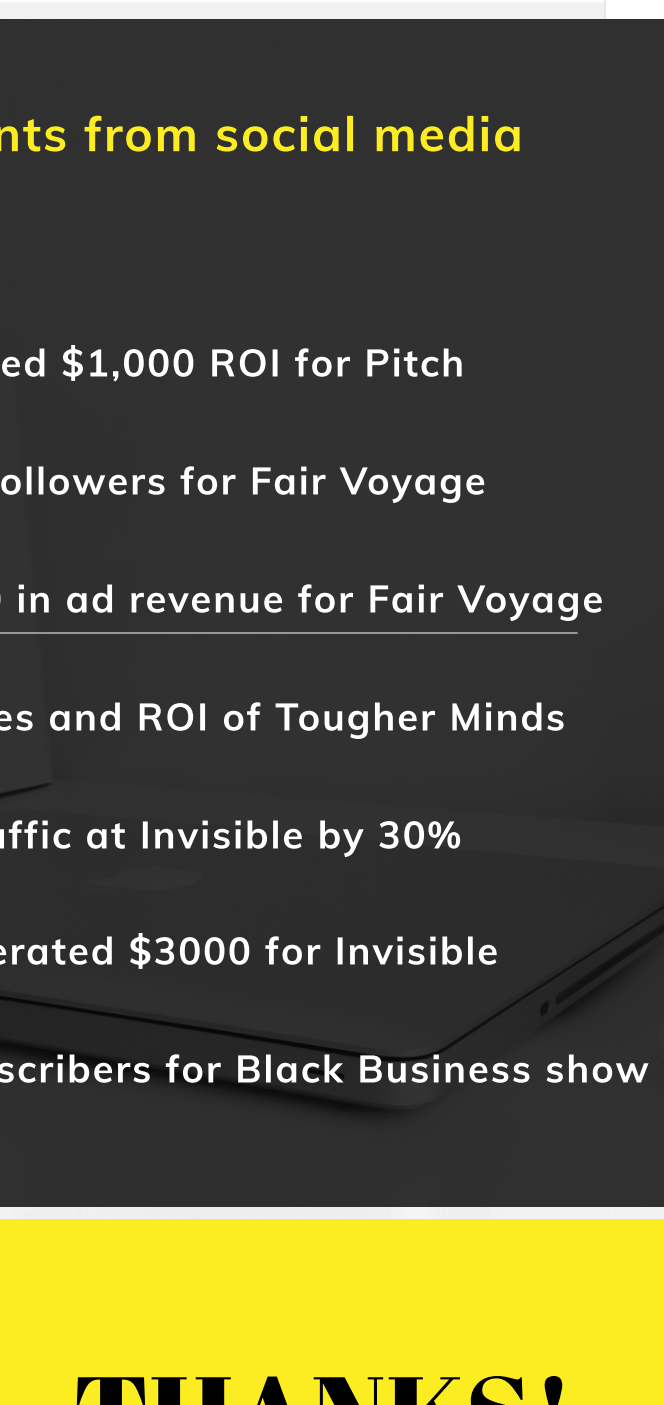 nts from social media
ed $1,000 ROI for Pitch
ollowers for Fair Voyage
in ad revenue for Fair Voyage
es and ROI of Tougher Minds
affic at Invisible by 30%
erated $3000 for Invisible
scribers for Black Business show
THANKS!